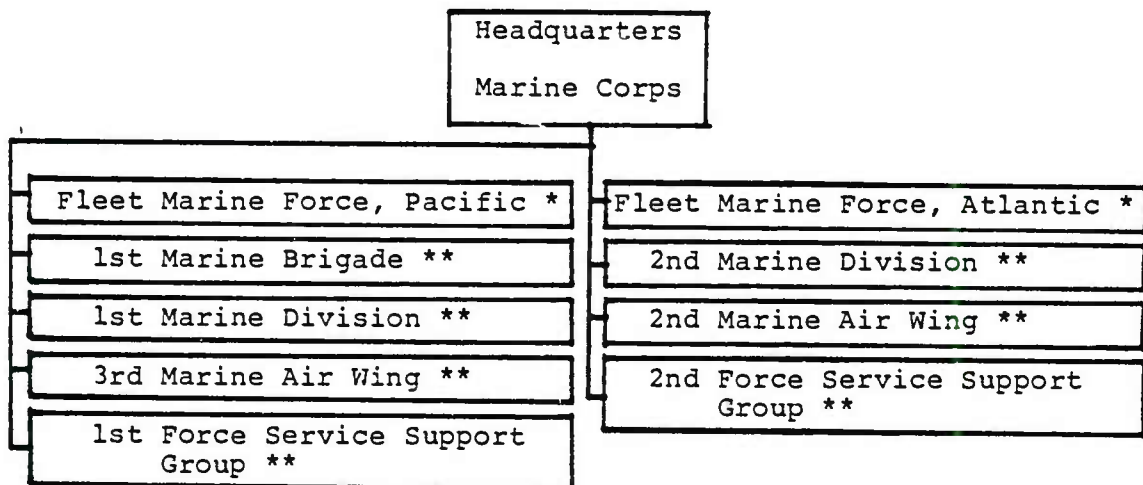 Headquarters
Marine Corps
Fleet Marine Force, Pacific *
1st Marine Brigade **
1st Marine Division **
3rd Marine Air Wing **
1st Force Service Support
Group **
Fleet Marine Force, Atlantic *
2nd Marine Division **
2nd Marine Air Wing **
2nd Force Service Support
Group **